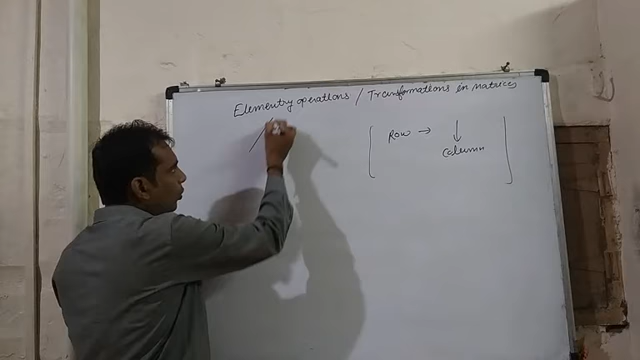 Elementry operations / Transformations in matrices
Row →
↓
Column